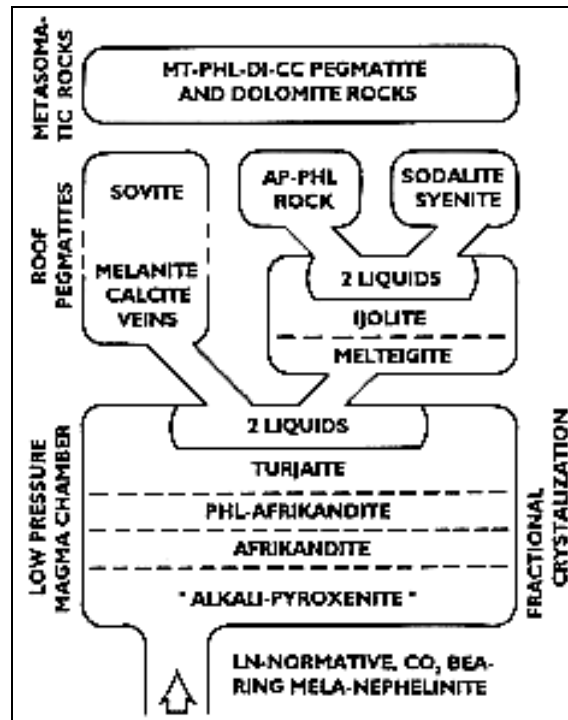 METASOMA-
TIC ROCKS
MT-PHL-DI-CC PEGMATITE
AND DOLOMITE ROCKS
ROOF
PEGMATITES
SOVITE
MELANITE
CALCITE
VEINS
AP-PHL
ROCK
SODALITE
SYENITE
2 LIQUIDS
IJOLITE
MELTEIGITE
LOW PRESSURE
MAGMA CHAMBER
2 LIQUIDS
TURJAITE
PHL-AFRIKANDITE
AFRIKANDITE
"ALKALI-PYROXENITE"
FRACTIONAL
CRYSTALIZATION
LN-NORMATIVE, CO₂ BEA-
RING MELA-NEPHELINITE